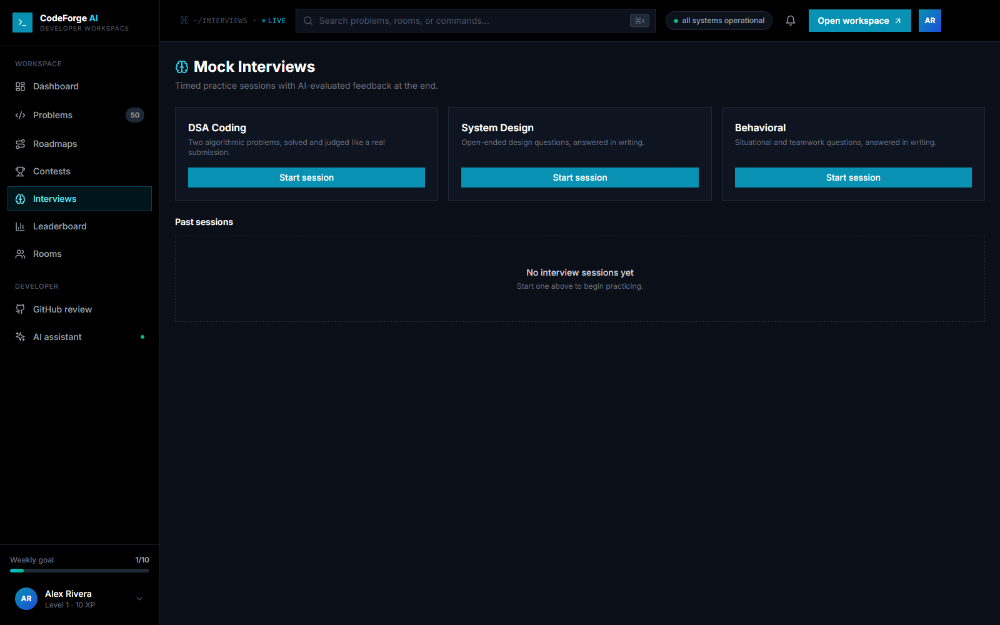 CodeForge AI
DEVELOPER WORKSPACE
WORKSPACE
Dashboard
Problems 50
Roadmaps
Contests
Interviews
Leaderboard
Rooms
DEVELOPER
GitHub review
AI assistant
Weekly goal 1/10
AR
Alex Rivera
Level 1 · 10 XP
⌘ ~/INTERVIEWS • LIVE
Search problems, rooms, or commands... ⌘K
all systems operational
Open workspace
AR
Mock Interviews
Timed practice sessions with AI-evaluated feedback at the end.
DSA Coding
Two algorithmic problems, solved and judged like a real
submission.
Start session
System Design
Open-ended design questions, answered in writing.
Start session
Behavioral
Situational and teamwork questions, answered in writing.
Start session
Past sessions
No interview sessions yet
Start one above to begin practicing.